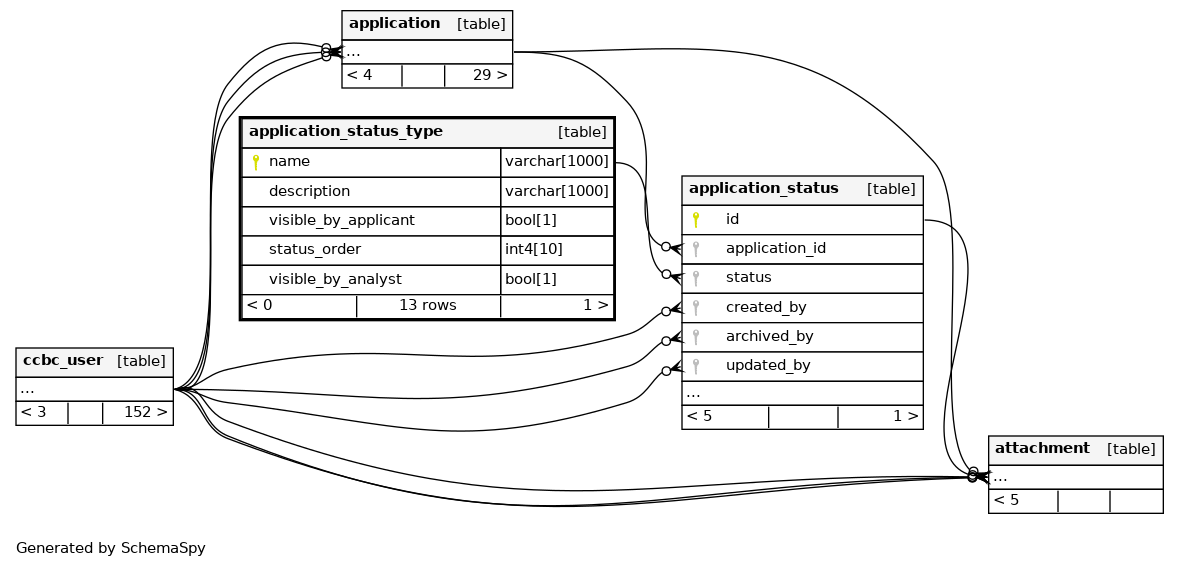 application [table]
...
< 4 29 >
application_status_type [table]
name varchar[1000]
description varchar[1000]
visible_by_applicant bool[1]
status_order int4[10]
visible_by_analyst bool[1]
< 0 13 rows 1 >
application_status [table]
id
application_id
status
created_by
archived_by
updated_by
...
< 5 1 >
ccbc_user [table]
...
< 3 152 >
attachment [table]
...
< 5
Generated by SchemaSpy